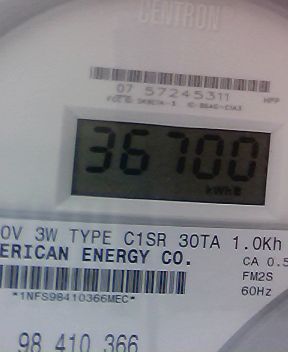 CENTRON
07 57245311
36700
kWh
0V 3W TYPE C1SR 30TA 1.0Kh
ERICAN ENERGY CO.
CA 0.5
FM2S
*1NFS98410366MEC*
60Hz
98 410 366